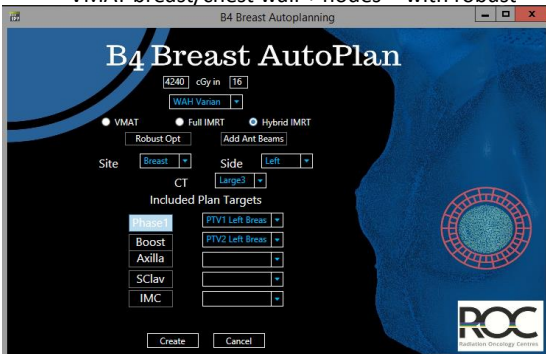 VMAT breast/chest wall + nodes – with robust
B4 Breast Autoplanning
B4 Breast AutoPlan
4240 cGy in 16
WAH Varian
VMAT Full IMRT Hybrid IMRT
Robust Opt Add Ant Beams
Site Breast Side Left
CT Large3
Included Plan Targets
Phase1 PTV1 Left Breas
Boost PTV2 Left Breas
Axilla
SClav
IMC
Create Cancel
ROC
Radiation Oncology Centres